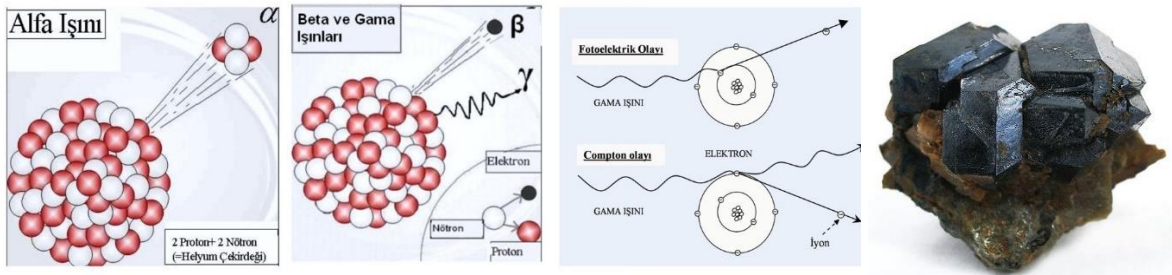 Alfa Işını
α
2 Proton+ 2 Nötron
(=Helyum Çekirdeği)
Beta ve Gama
Işınları
β
γ
Elektron
Nötron
Proton
Fotoelektrik Olayı
GAMA IŞINI
Compton olayı
ELEKTRON
GAMA IŞINI
İyon